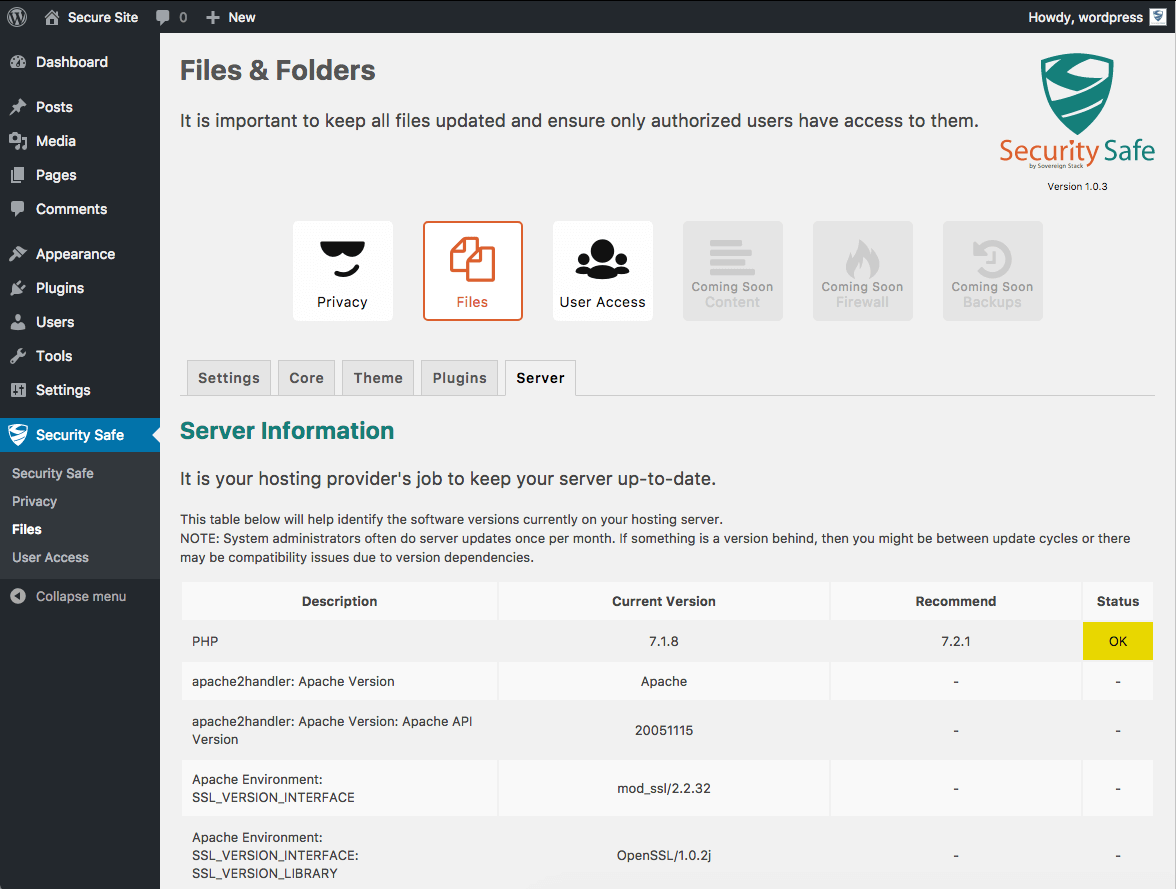 Secure Site 0 New Howdy, wordpress
Dashboard
Posts
Media
Pages
Comments
Appearance
Plugins
Users
Tools
Settings
Security Safe
Security Safe
Privacy
Files
User Access
Collapse menu
Files & Folders
It is important to keep all files updated and ensure only authorized users have access to them.
Security Safe
by Sovereign Stack
Version 1.0.3
Privacy
Files
User Access
Coming Soon
Content
Coming Soon
Firewall
Coming Soon
Backups
Settings Core Theme Plugins Server
Server Information
It is your hosting provider's job to keep your server up-to-date.
This table below will help identify the software versions currently on your hosting server.
NOTE: System administrators often do server updates once per month. If something is a version behind, then you might be between update cycles or there
may be compatibility issues due to version dependencies.
Description Current Version Recommend Status
PHP 7.1.8 7.2.1 OK
apache2handler: Apache Version Apache - -
apache2handler: Apache Version: Apache API
Version 20051115 - -
Apache Environment:
SSL_VERSION_INTERFACE mod_ssl/2.2.32 - -
Apache Environment:
SSL_VERSION_INTERFACE: OpenSSL/1.0.2j - -
SSL_VERSION_LIBRARY